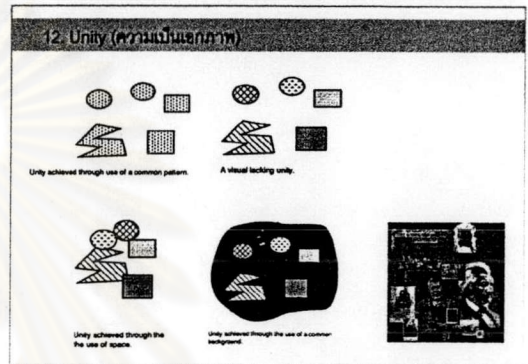 12. Unity (ความเป็นเอกภาพ)
Unity achieved through use of a common pattern.
A visual lacking unity.
Unity achieved through the
the use of space.
Unity achieved through the use of a common
background.